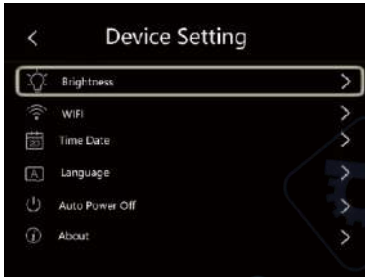 Device Setting
Brightness
WIFI
Time Date
Language
Auto Power Off
About